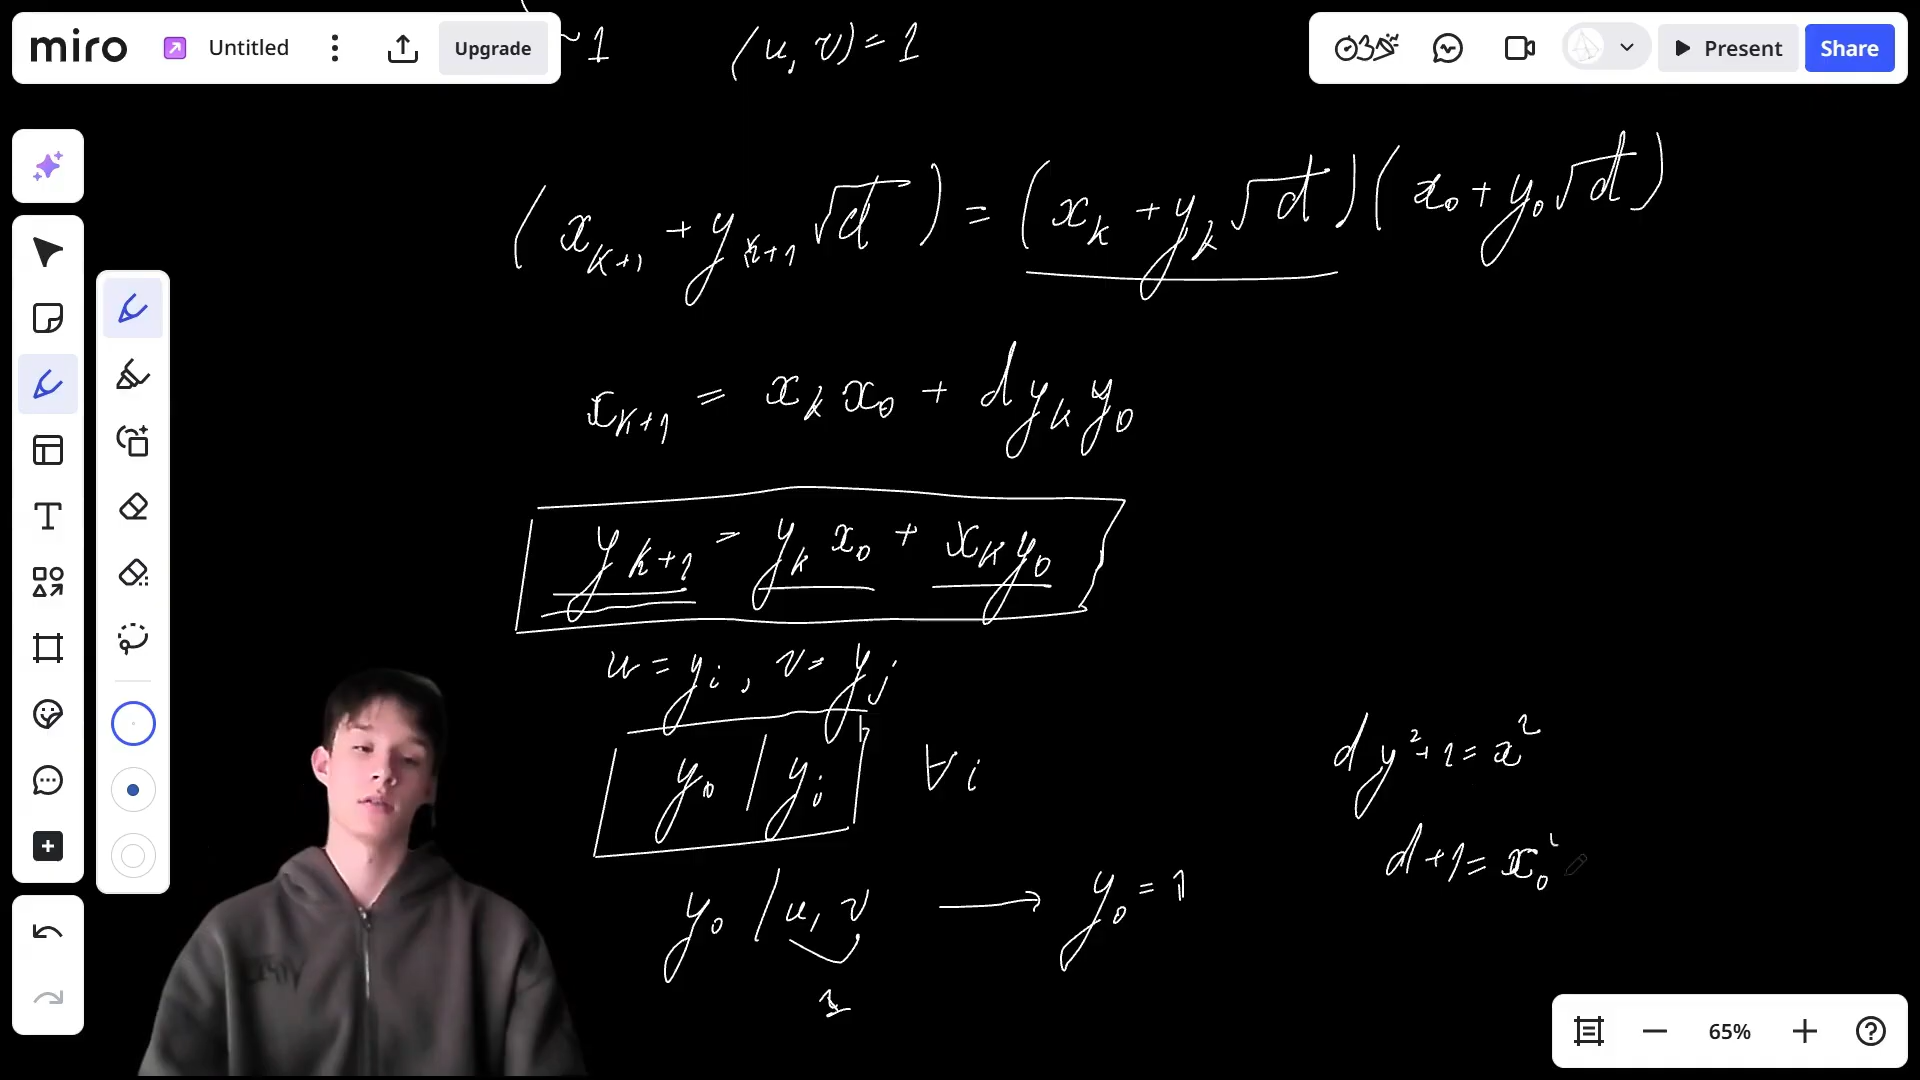 miro Untitled Upgrade
Present Share
~ 1 (u, v) = 1
(x_{k+1} + y_{k+1} √d) = (x_k + y_k √d)(x_0 + y_0 √d)
x_{k+1} = x_k x_0 + d y_k y_0
y_{k+1} = y_k x_0 + x_k y_0
u = y_i, v = y_j
y_0 | y_i ∀ i
y_0 | u, v → y_0 = 1
1
d y² + 1 = x²
d + 1 = x_0²
65%